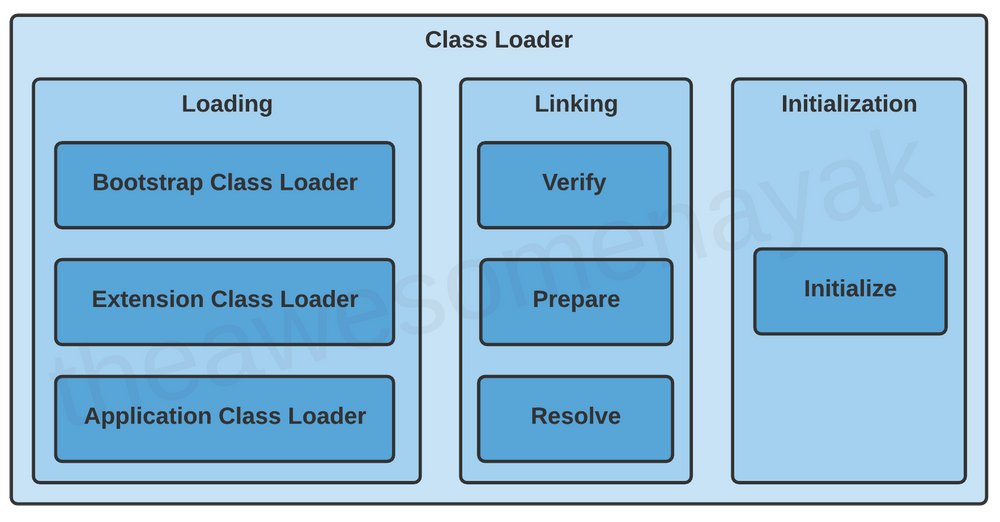 Class Loader
Loading
Bootstrap Class Loader
Extension Class Loader
Application Class Loader
Linking
Verify
Prepare
Resolve
Initialization
Initialize
theawesomenayak